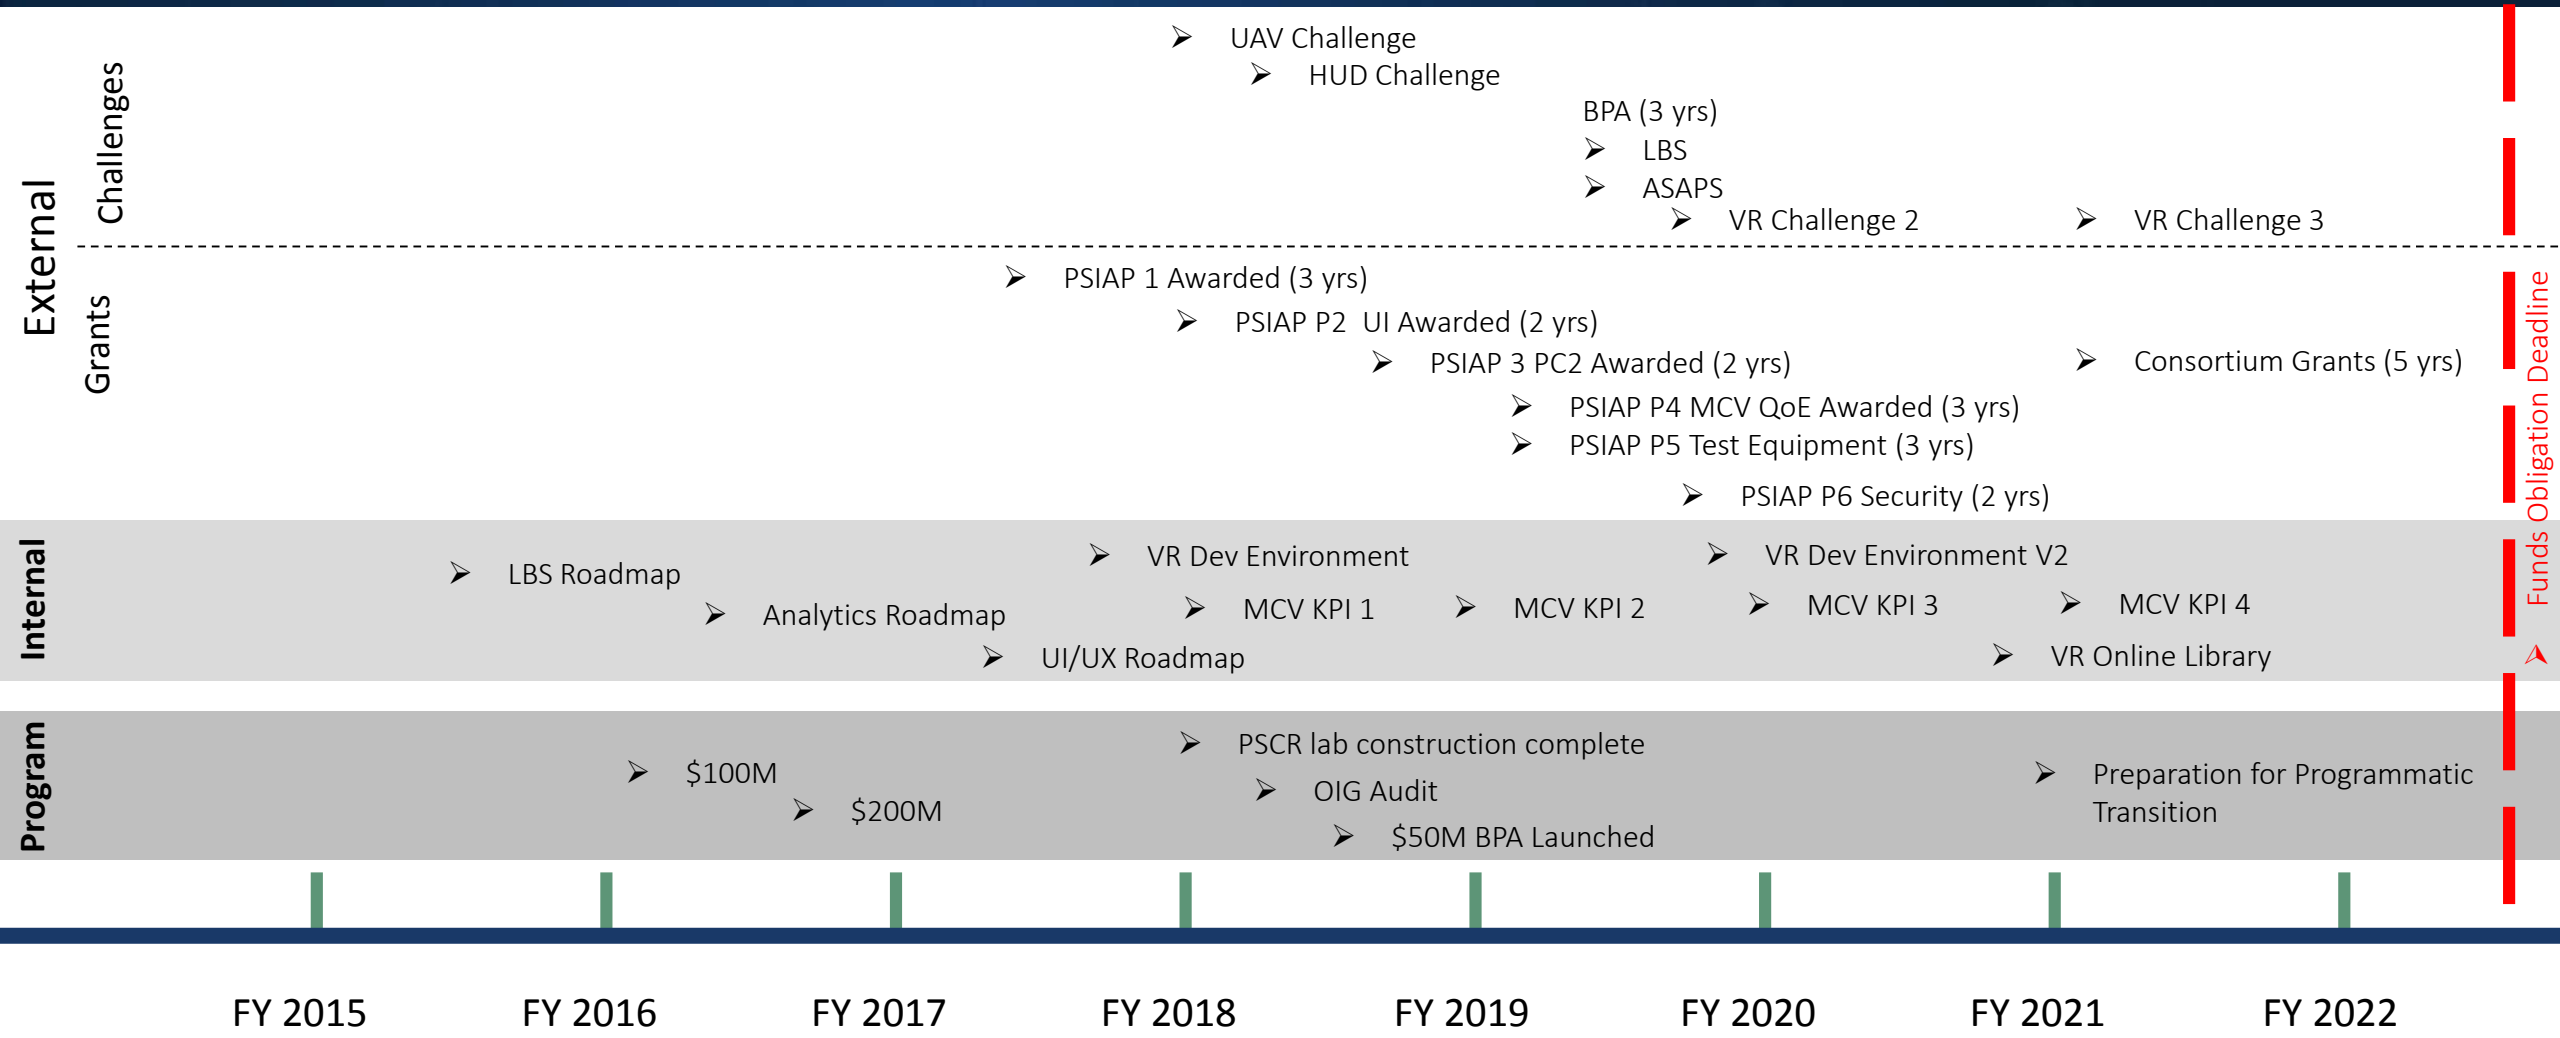 External
Challenges
UAV Challenge
HUD Challenge
BPA (3 yrs)
LBS
ASAPS
VR Challenge 2
VR Challenge 3
Grants
PSIAP 1 Awarded (3 yrs)
PSIAP P2  UI Awarded (2 yrs)
PSIAP 3 PC2 Awarded (2 yrs)
Consortium Grants (5 yrs)
PSIAP P4 MCV QoE Awarded (3 yrs)
PSIAP P5 Test Equipment (3 yrs)
PSIAP P6 Security (2 yrs)
Funds Obligation Deadline
Internal
VR Dev Environment
VR Dev Environment V2
LBS Roadmap
Analytics Roadmap
MCV KPI 1
MCV KPI 2
MCV KPI 3
MCV KPI 4
UI/UX Roadmap
VR Online Library
Program
PSCR lab construction complete
$100M
OIG Audit
Preparation for Programmatic
Transition
$200M
$50M BPA Launched
FY 2015
FY 2016
FY 2017
FY 2018
FY 2019
FY 2020
FY 2021
FY 2022